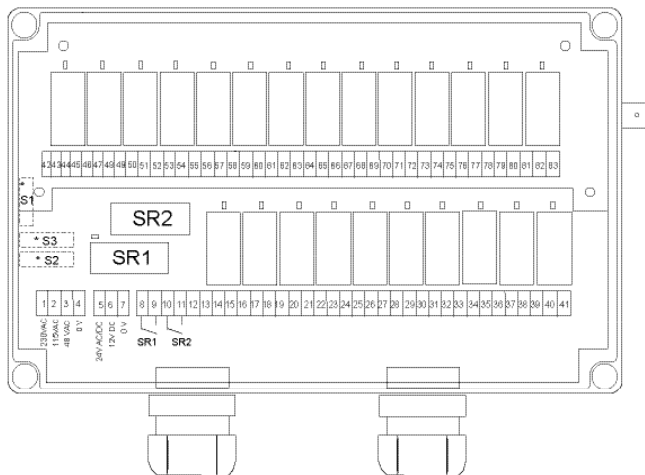 42 43 44 45 46 47 48 49 50 51 52 53 54 55 56 57 58 59 60 61 62 63 64 65 66 67 68 69 70 71 72 73 74 75 76 77 78 79 80 81 82 83
* S1
SR2
* S3
SR1
* S2
1 2 3 4 5 6 7 8 9 10 11 12 13 14 15 16 17 18 19 20 21 22 23 24 25 26 27 28 29 30 31 32 33 34 35 36 37 38 39 40 41
230VAC
115VAC
48 VAC
0 V
24V AC/DC
12V DC
0 V
SR1
SR2